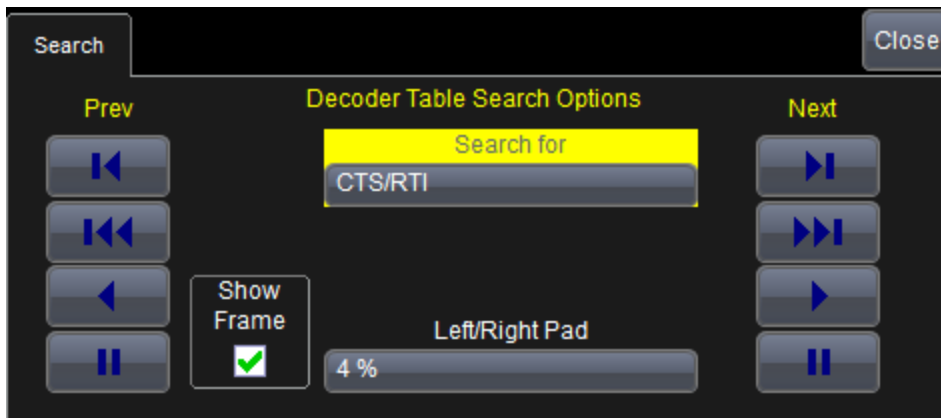 Search
Close
Prev
Decoder Table Search Options
Next
Search for
CTS/RTI
Show
Frame
Left/Right Pad
4 %